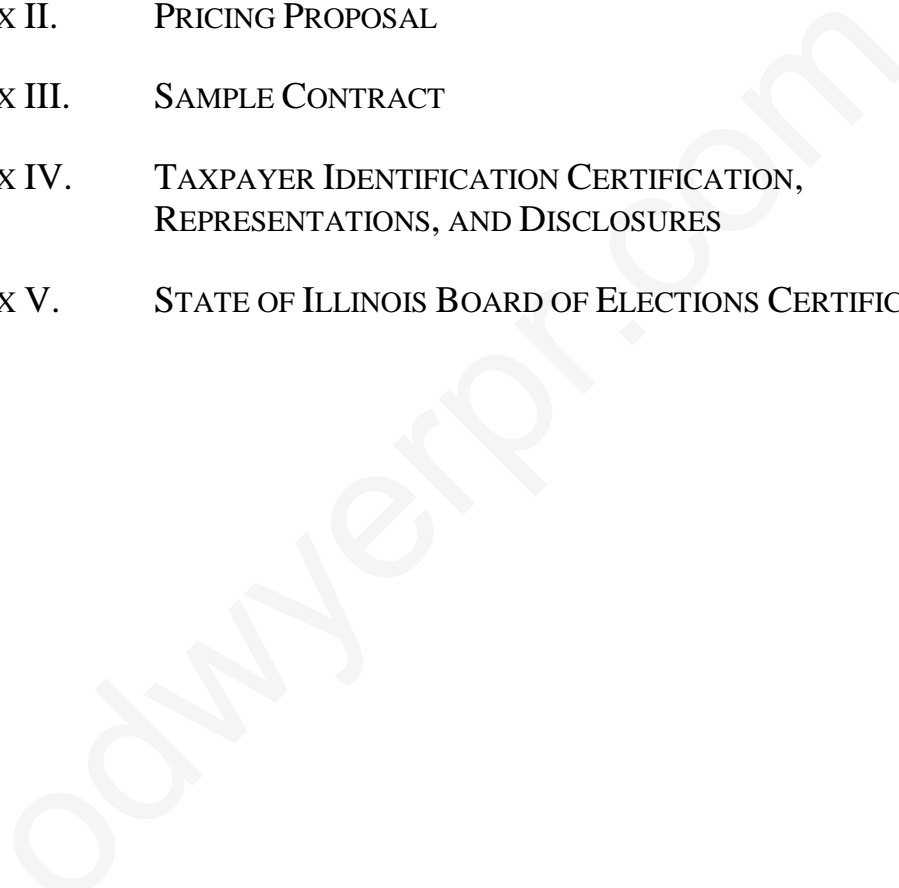 X II. PRICING PROPOSAL
X III. SAMPLE CONTRACT
X IV. TAXPAYER IDENTIFICATION CERTIFICATION,
REPRESENTATIONS, AND DISCLOSURES
X V. STATE OF ILLINOIS BOARD OF ELECTIONS
odwyerpr.com